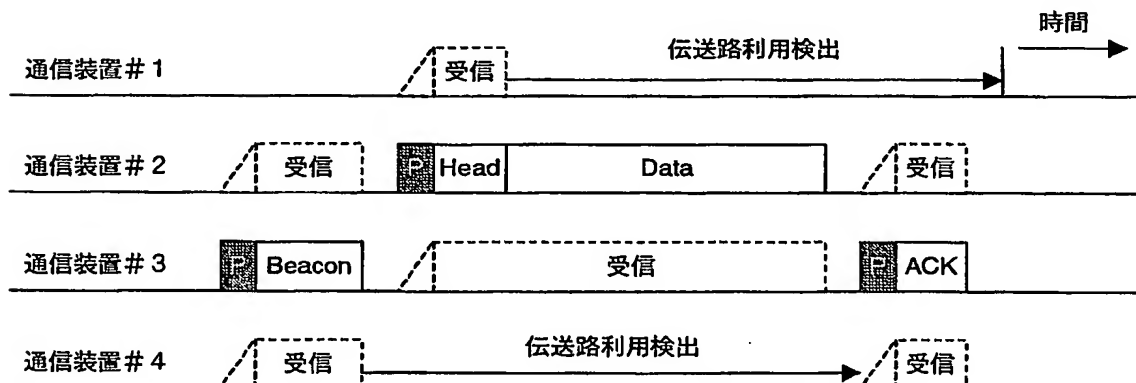 時間
伝送路利用検出
通信装置＃1 受信
通信装置＃2 受信 P Head Data 受信
通信装置＃3 P Beacon 受信 P ACK
伝送路利用検出
通信装置＃4 受信 受信